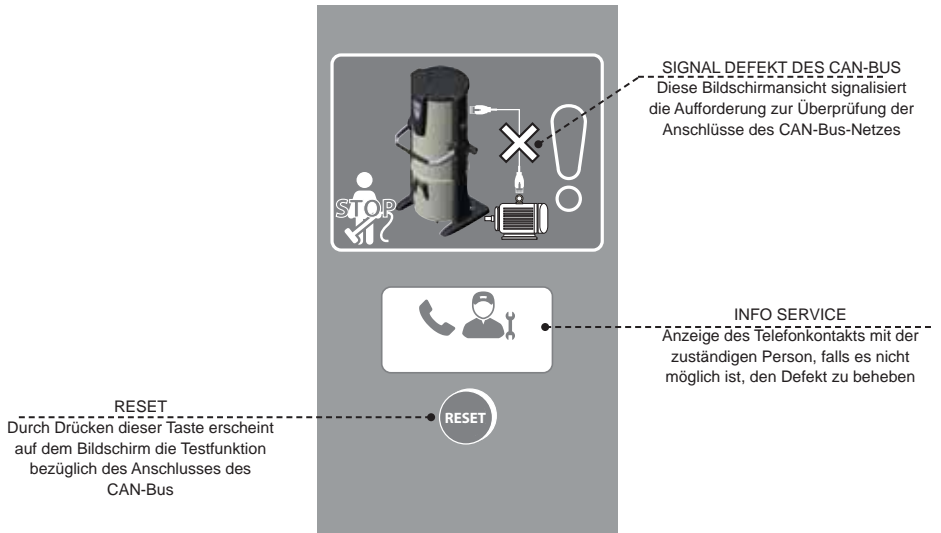 SIGNAL DEFEKT DES CAN-BUS
Diese Bildschirmansicht signalisiert
die Aufforderung zur Überprüfung der
Anschlüsse des CAN-Bus-Netzes
STOP
INFO SERVICE
Anzeige des Telefonkontakts mit der
zuständigen Person, falls es nicht
möglich ist, den Defekt zu beheben
RESET
RESET
Durch Drücken dieser Taste erscheint
auf dem Bildschirm die Testfunktion
bezüglich des Anschlusses des
CAN-Bus